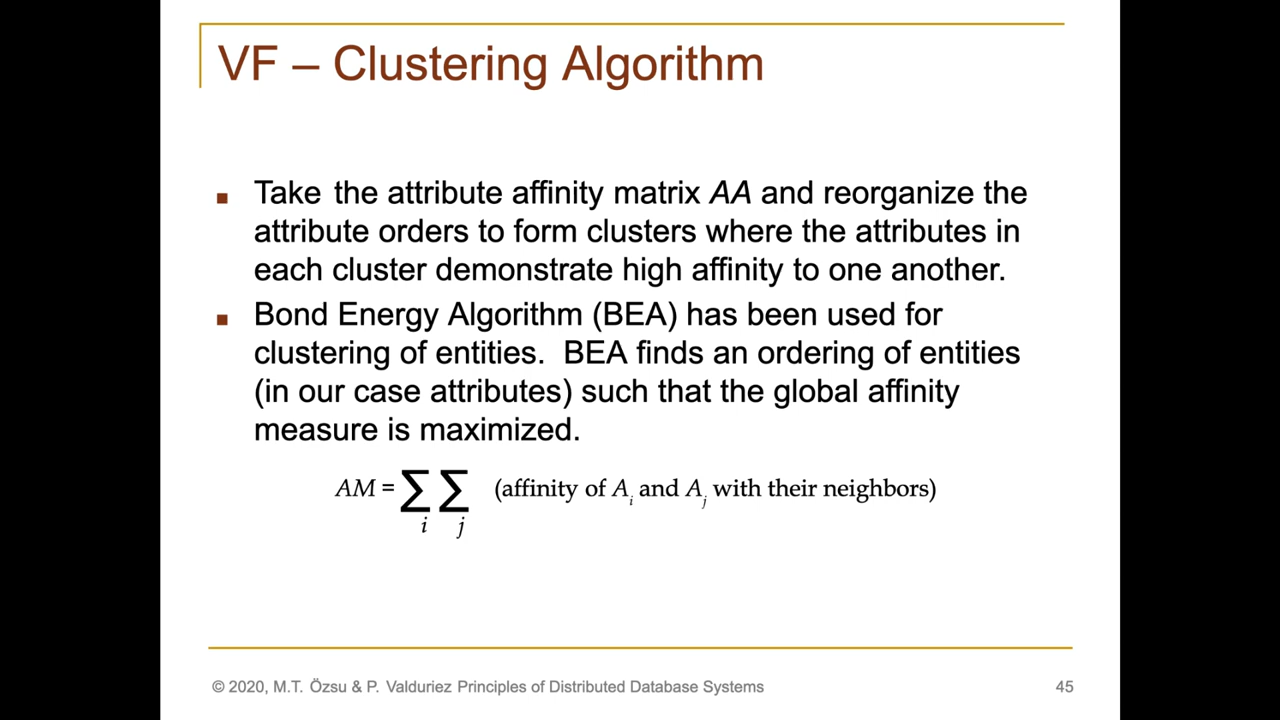 VF – Clustering Algorithm
Take the attribute affinity matrix AA and reorganize the
attribute orders to form clusters where the attributes in
each cluster demonstrate high affinity to one another.
Bond Energy Algorithm (BEA) has been used for
clustering of entities. BEA finds an ordering of entities
(in our case attributes) such that the global affinity
measure is maximized.
AM = ∑i ∑j (affinity of Ai and Aj with their neighbors)
© 2020, M.T. Özsu & P. Valduriez Principles of Distributed Database Systems
45